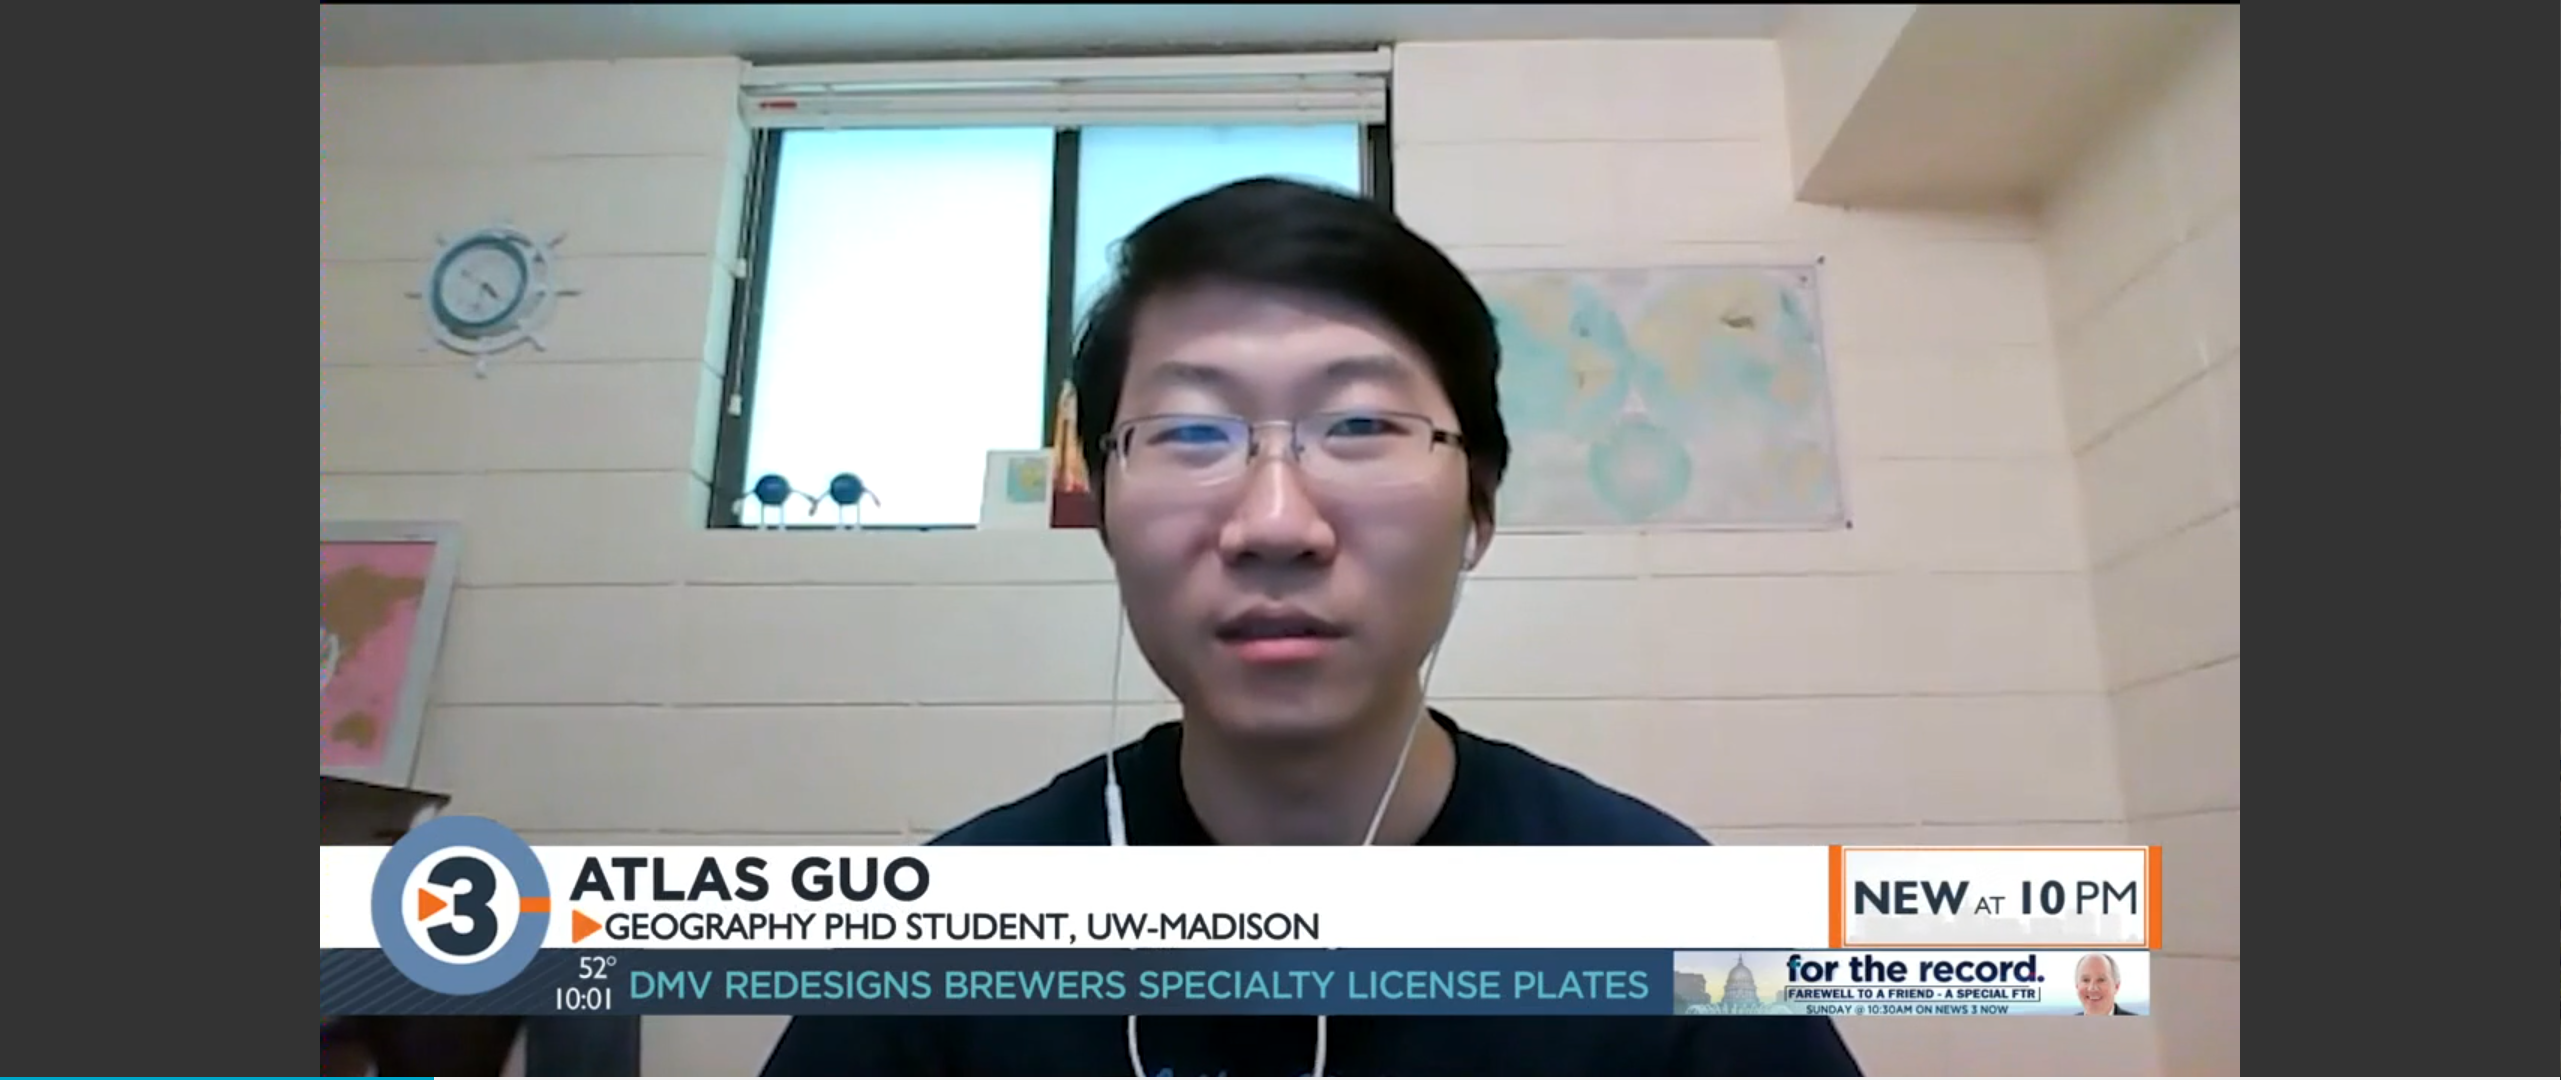 3
ATLAS GUO
GEOGRAPHY PHD STUDENT, UW-MADISON
NEW AT 10 PM
52°
10:01
DMV REDESIGNS BREWERS SPECIALTY LICENSE PLATES
for the record.
FAREWELL TO A FRIEND - A SPECIAL FTR
SUNDAY @ 10:30AM ON NEWS 3 NOW